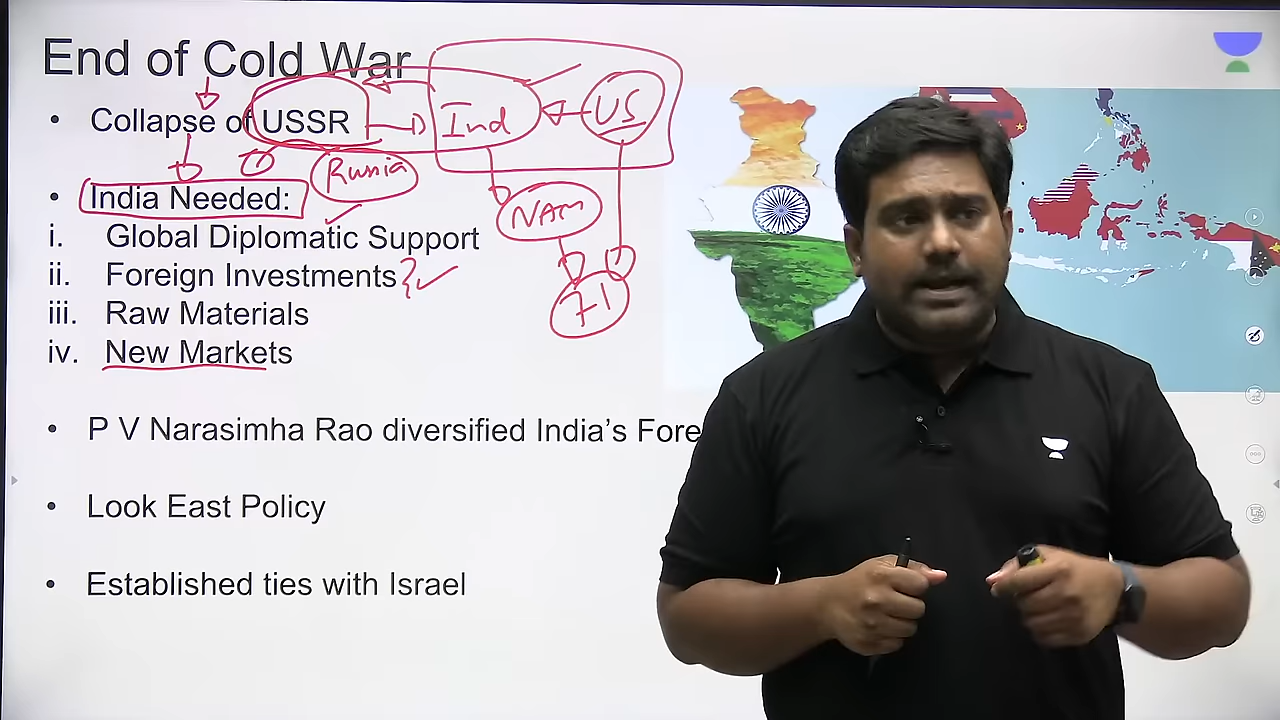 End of Cold War
• Collapse of USSR
Ind
US
Russia
• India Needed:
NAM
i. Global Diplomatic Support
ii. Foreign Investments
71
iii. Raw Materials
iv. New Markets
• P V Narasimha Rao diversified India's Fore
• Look East Policy
• Established ties with Israel